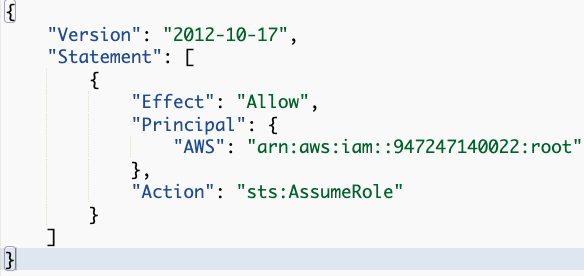 {
    "Version": "2012-10-17",
    "Statement": [
        {
            "Effect": "Allow",
            "Principal": {
                "AWS": "arn:aws:iam::947247140022:root"
            },
            "Action": "sts:AssumeRole"
        }
    ]
}